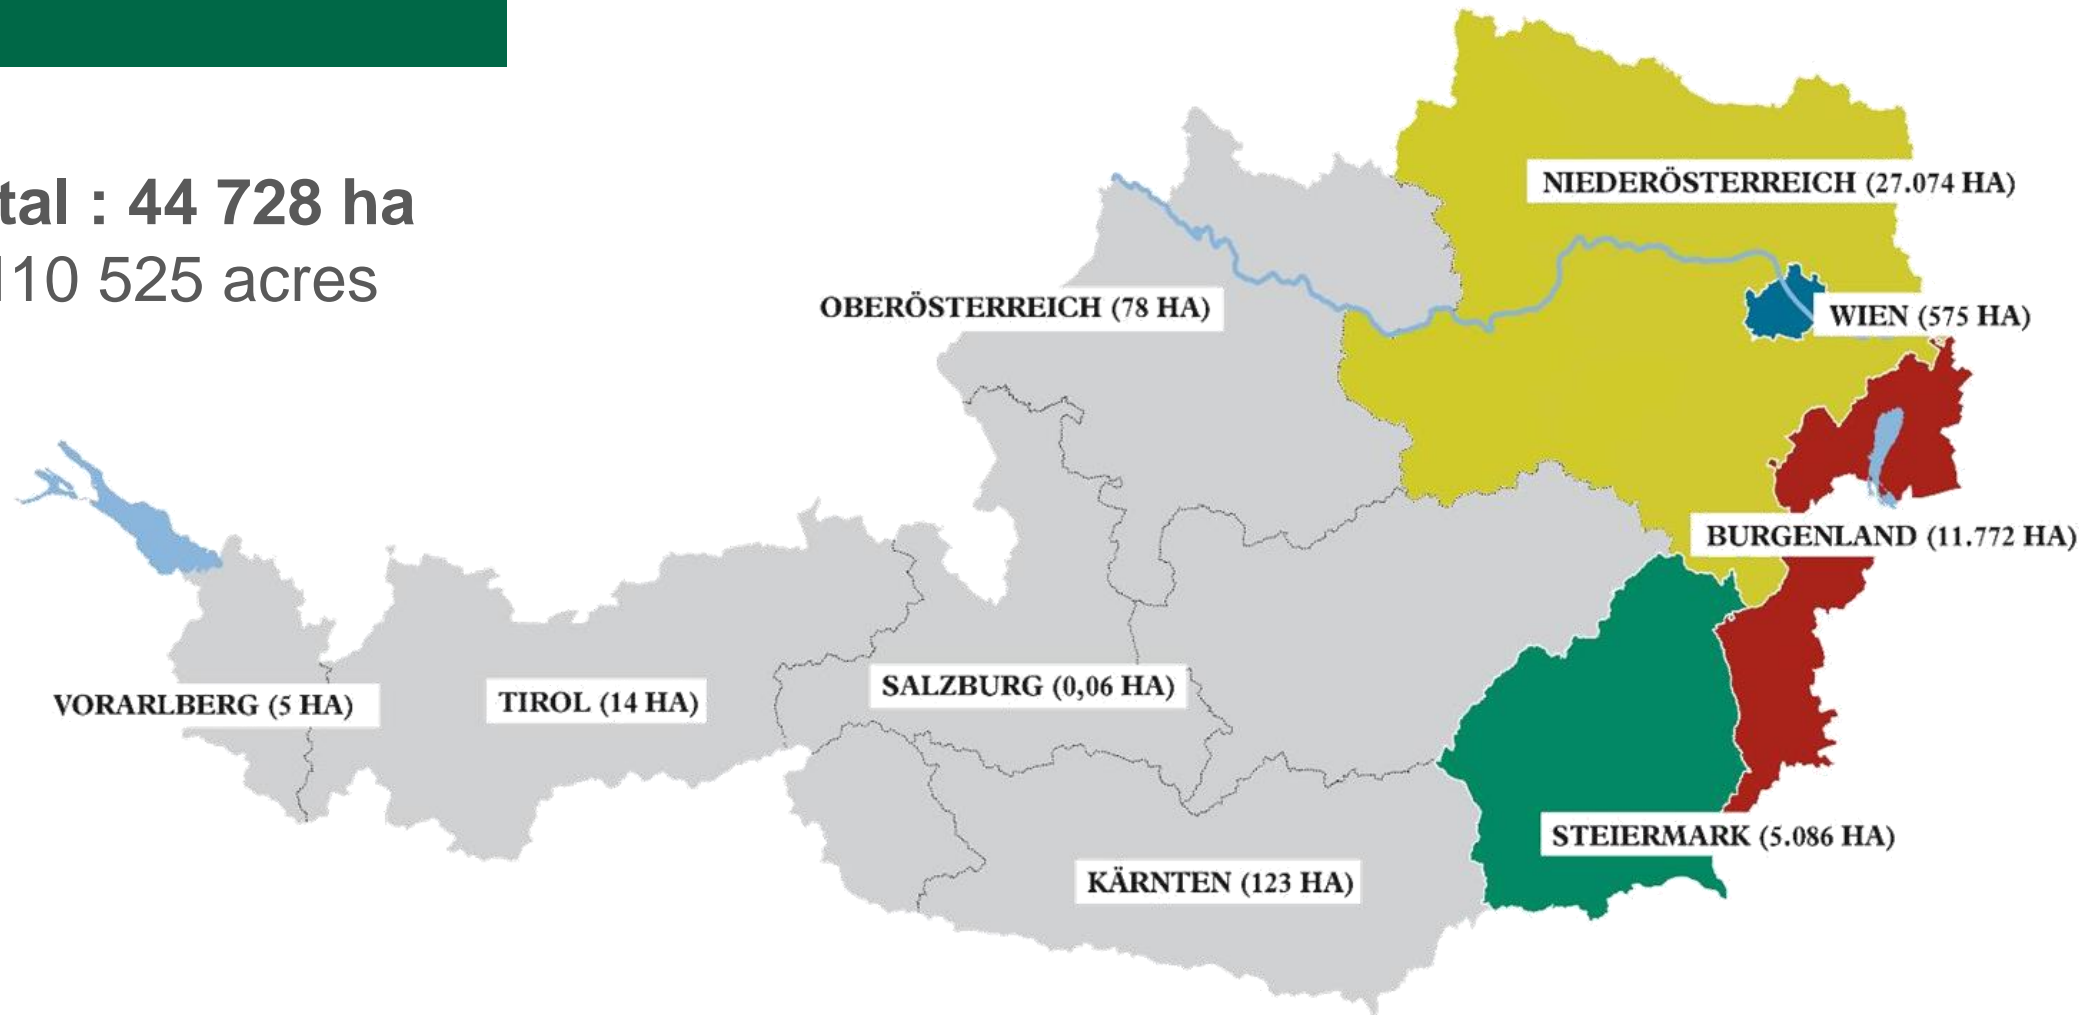 tal : 44 728 ha
110 525 acres
NIEDERÖSTERREICH (27.074 HA)
OBERÖSTERREICH (78 HA)
WIEN (575 HA)
BURGENLAND (11.772 HA)
SALZBURG (0,06 HA)
VORARLBERG (5 HA)
TIROL (14 HA)
STEIERMARK (5.086 HA)
KÄRNTEN (123 HA)